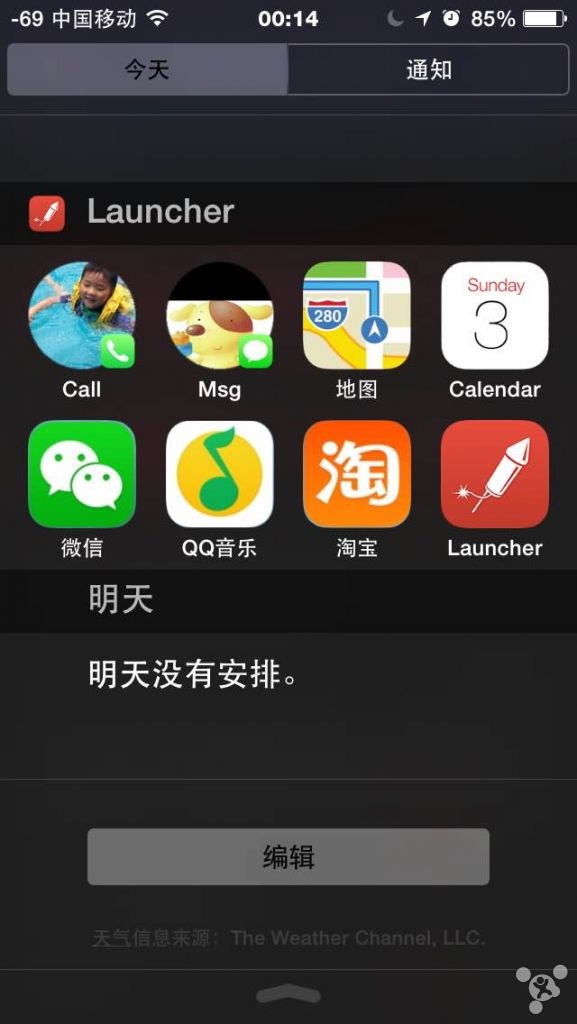 -69 中国移动 00:14 85%
今天 通知
Launcher
280 Sunday
3
Call Msg 地图 Calendar
淘
微信 QQ音乐 淘宝 Launcher
明天
明天没有安排。
编辑
天气信息来源：The Weather Channel, LLC.